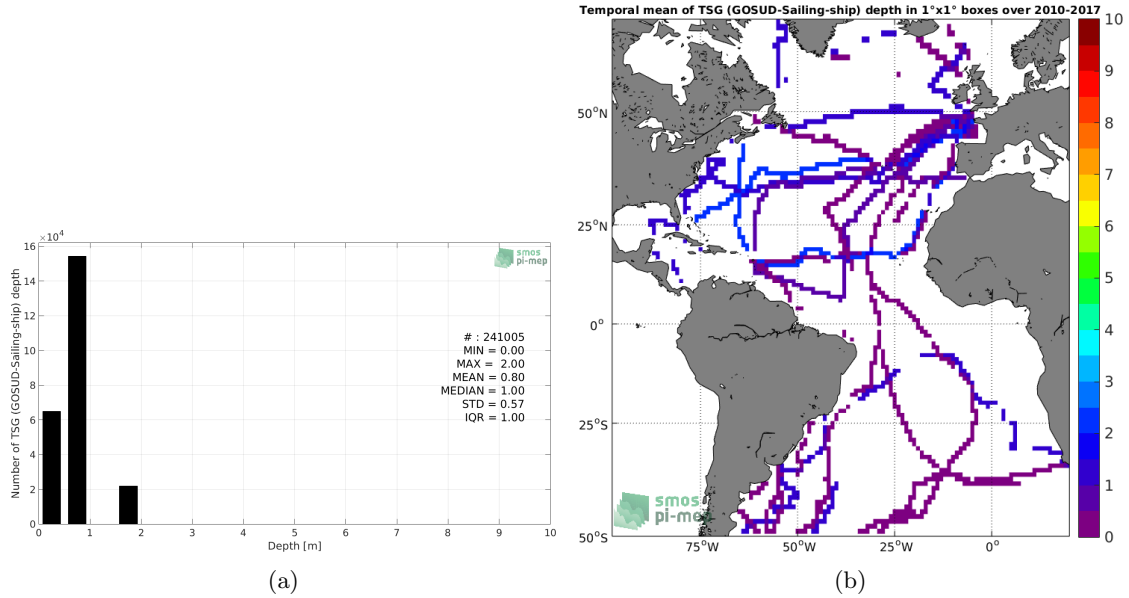 ×10⁴
16
14
12
10
8
6
4
2
0
Number of TSG (GOSUD-Sailing-ship) depth
smos
pi-mep
# : 241005
MIN = 0.00
MAX = 2.00
MEAN = 0.80
MEDIAN = 1.00
STD = 0.57
IQR = 1.00
0 1 2 3 4 5 6 7 8 9 10
Depth [m]
(a)
Temporal mean of TSG (GOSUD-Sailing-ship) depth in 1°x1° boxes over 2010-2017
50°N
25°N
0°
25°S
50°S
75°W 50°W 25°W 0°
smos
pi-mep
10
9
8
7
6
5
4
3
2
1
0
(b)